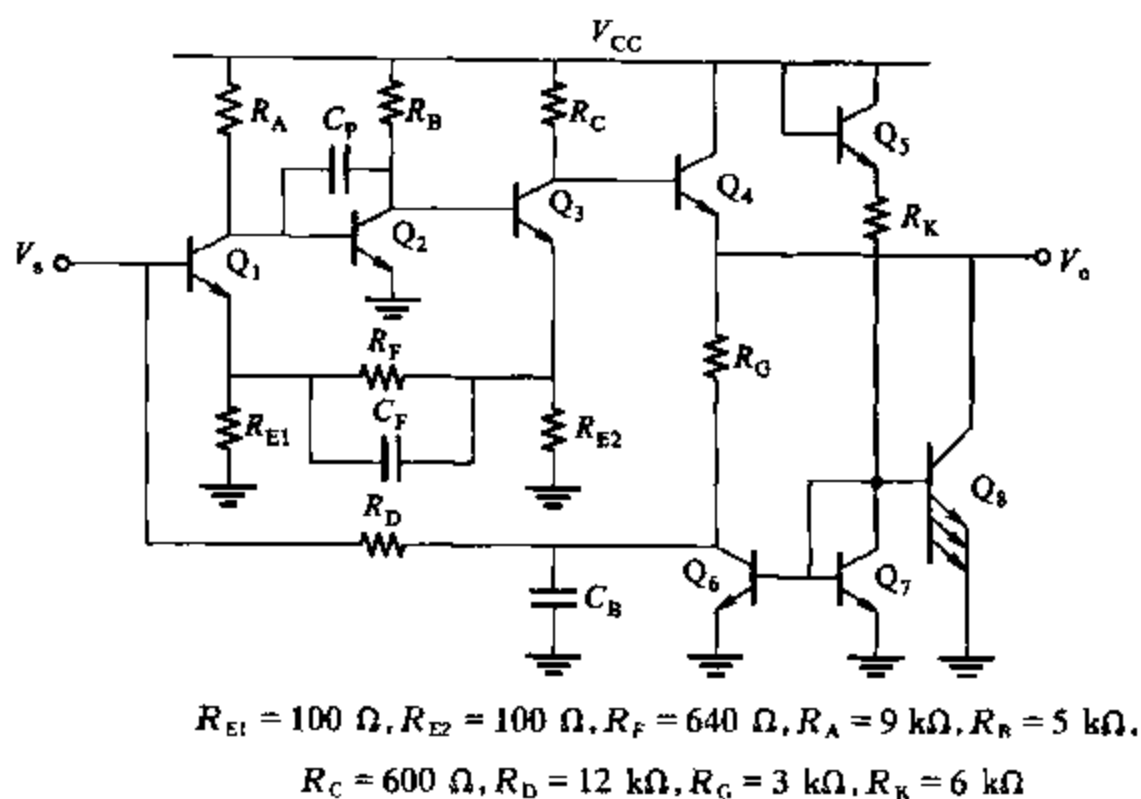 V_CC
R_A
C_P
R_B
R_C
Q_5
Q_4
Q_3
Q_2
R_K
V_s
Q_1
V_o
R_F
R_G
C_F
R_E1
R_E2
Q_8
R_D
Q_6
Q_7
C_B
R_E1 = 100 Ω, R_E2 = 100 Ω, R_F = 640 Ω, R_A = 9 kΩ, R_B = 5 kΩ,
R_C = 600 Ω, R_D = 12 kΩ, R_G = 3 kΩ, R_K = 6 kΩ